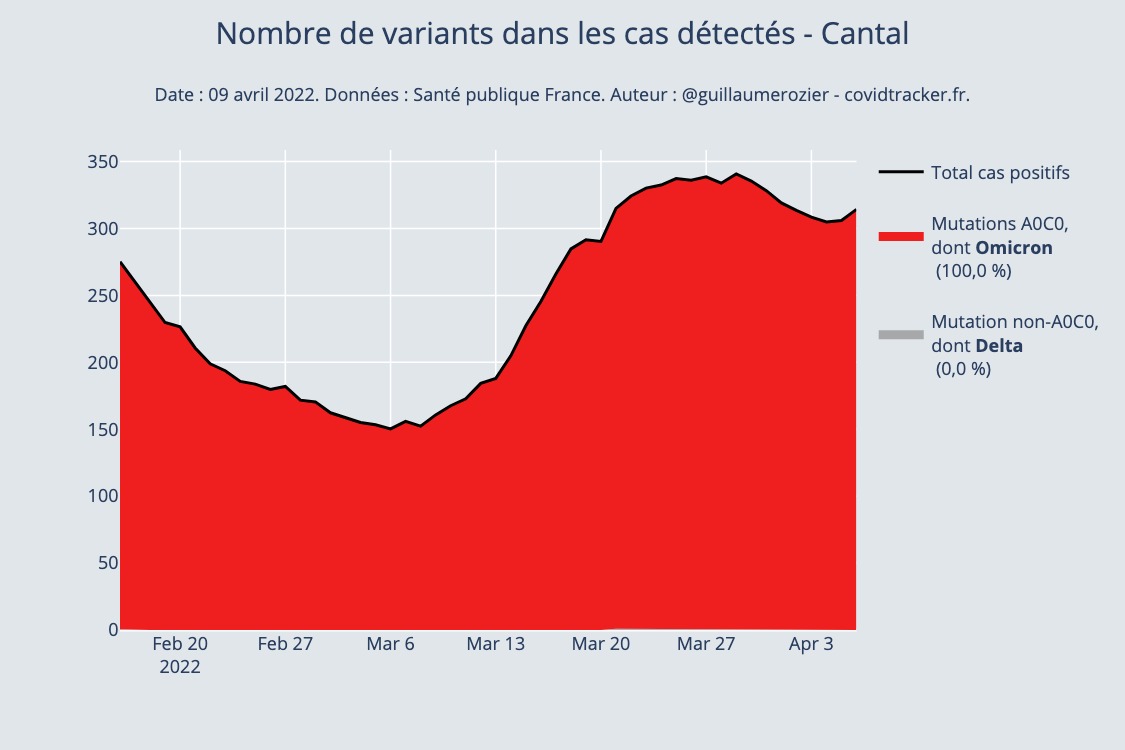 Nombre de variants dans les cas détectés - Cantal
Date : 09 avril 2022. Données : Santé publique France. Auteur : @guillaumerozier - covidtracker.fr.
350
300
250
200
150
100
50
0
Feb 20
2022
Feb 27
Mar 6
Mar 13
Mar 20
Mar 27
Apr 3
Total cas positifs
Mutations A0C0,
dont Omicron
(100,0 %)
Mutation non-A0C0,
dont Delta
(0,0 %)